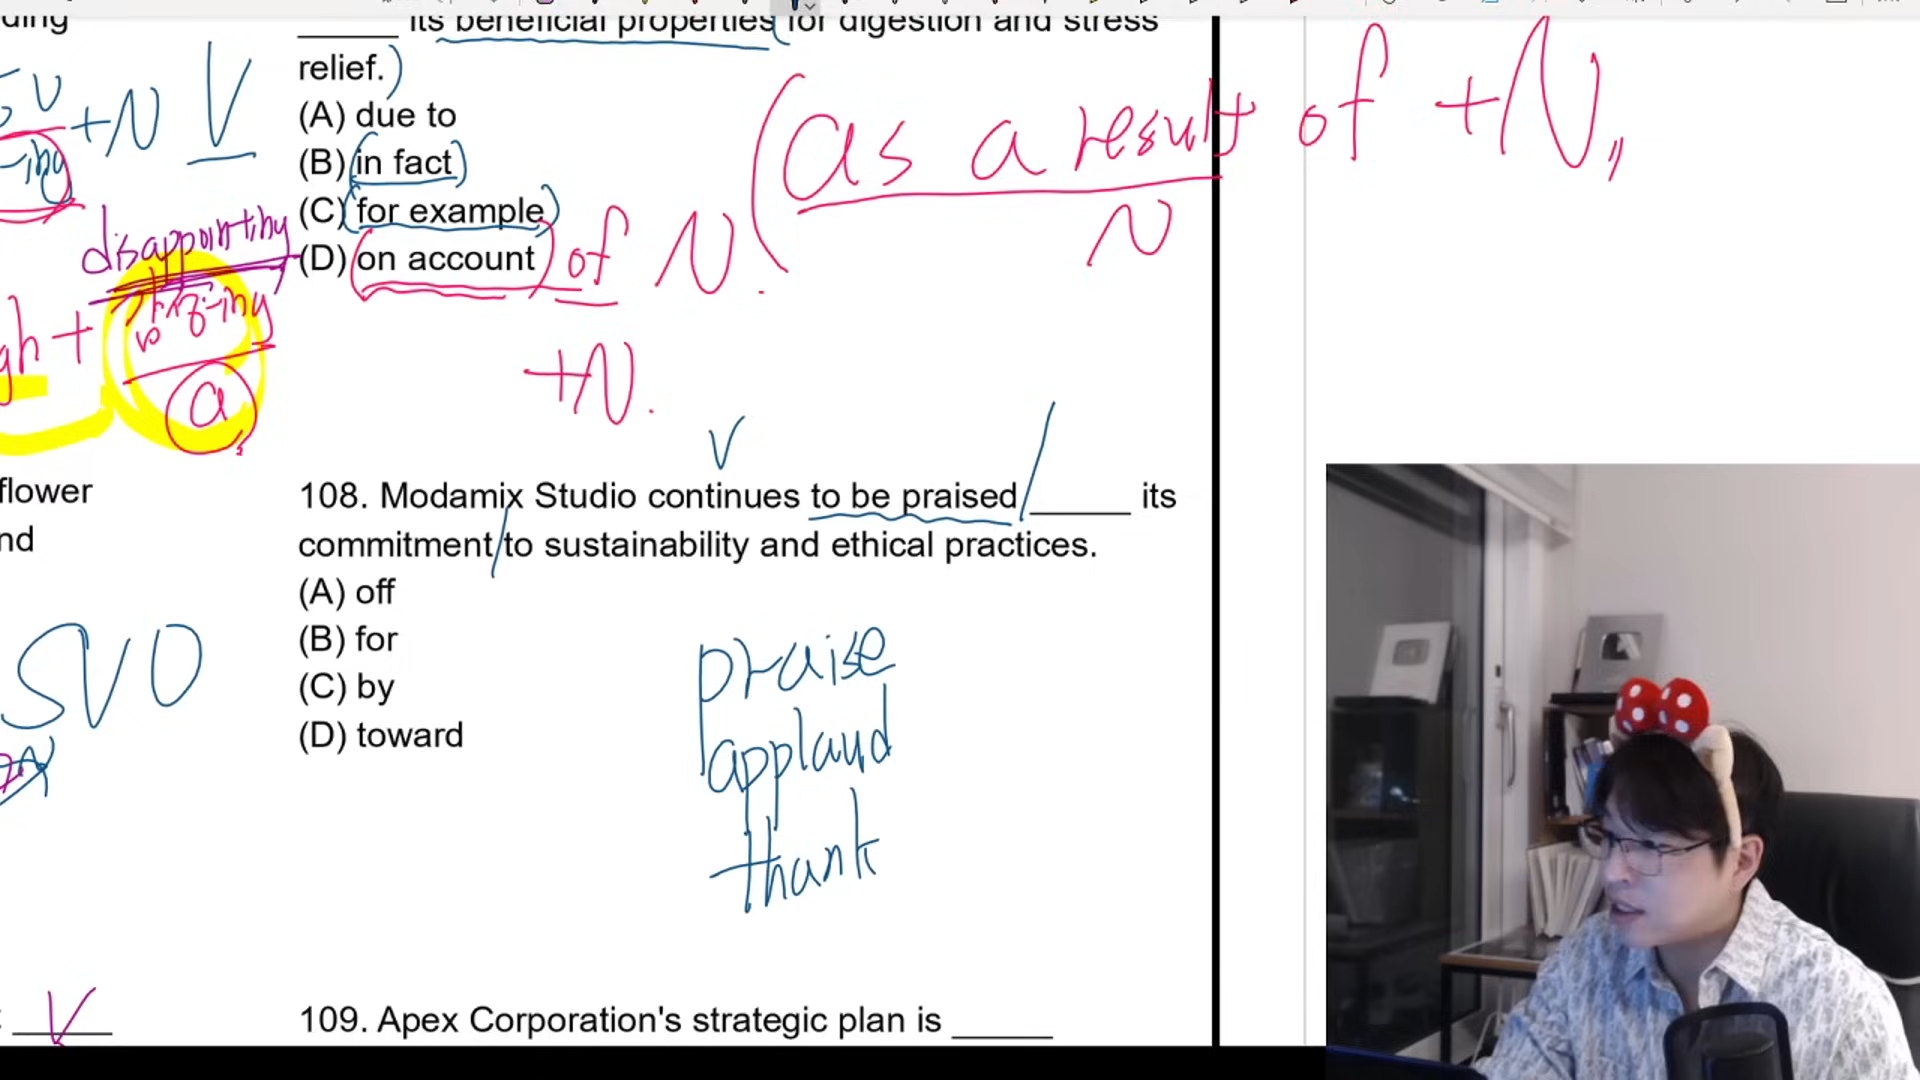 its beneficial properties for digestion and stress
relief.
(A) due to
(B) in fact
(C) for example
(D) on account of N.
+N.
as a result of +N,
N
+N V
-ing
disappointing
+
a
flower
nd
SVO
108. Modamix Studio continues to be praised ______ its
V
commitment to sustainability and ethical practices.
(A) off
(B) for
(C) by
(D) toward
praise
applaud
thank
V
109. Apex Corporation's strategic plan is ______